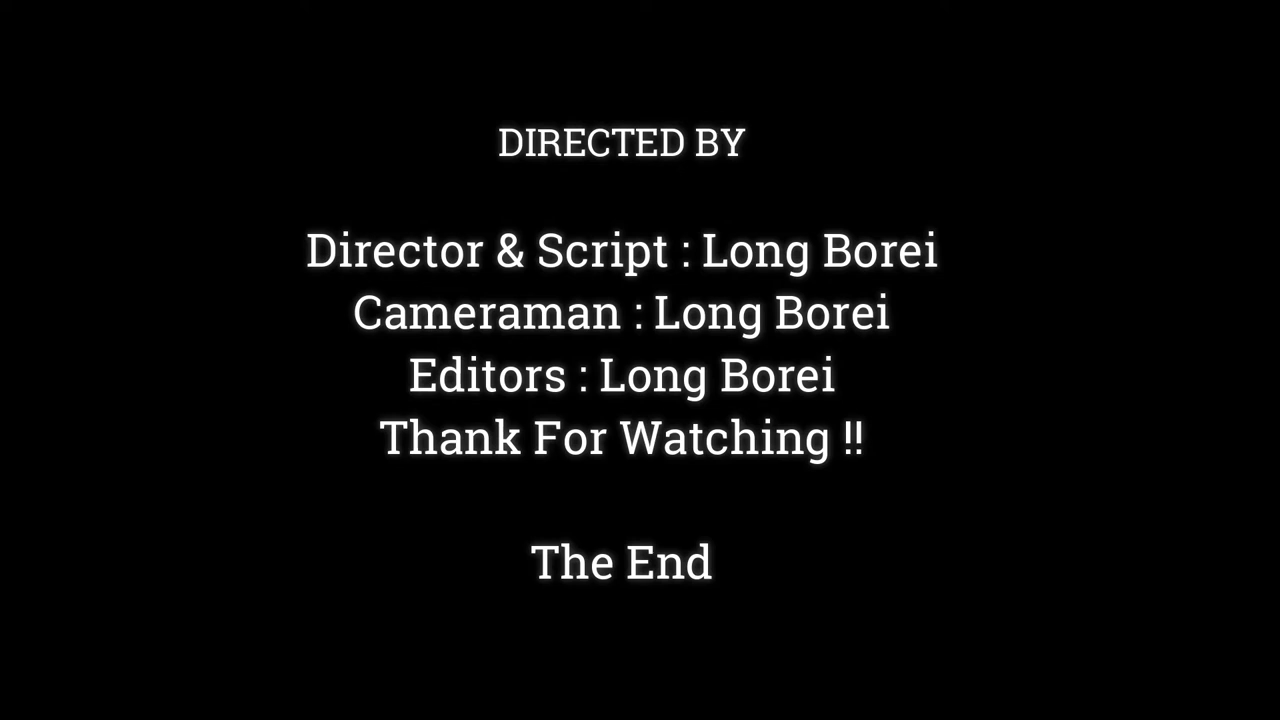 DIRECTED BY
Director & Script : Long Borei
Cameraman : Long Borei
Editors : Long Borei
Thank For Watching !!
The End